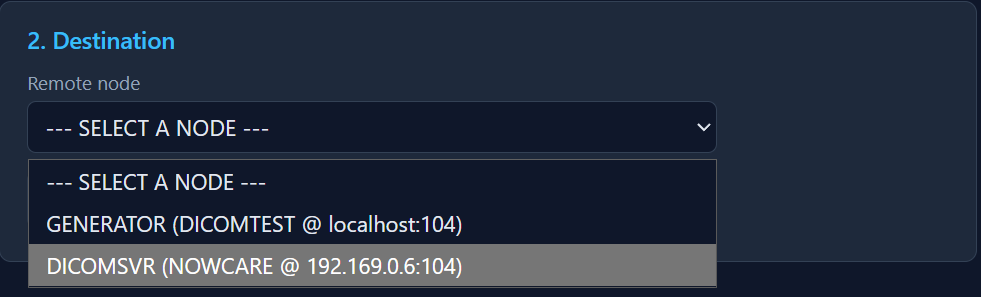 2. Destination
Remote node
--- SELECT A NODE ---
--- SELECT A NODE ---
GENERATOR (DICOMTEST @ localhost:104)
DICOMSVR (NOWCARE @ 192.169.0.6:104)